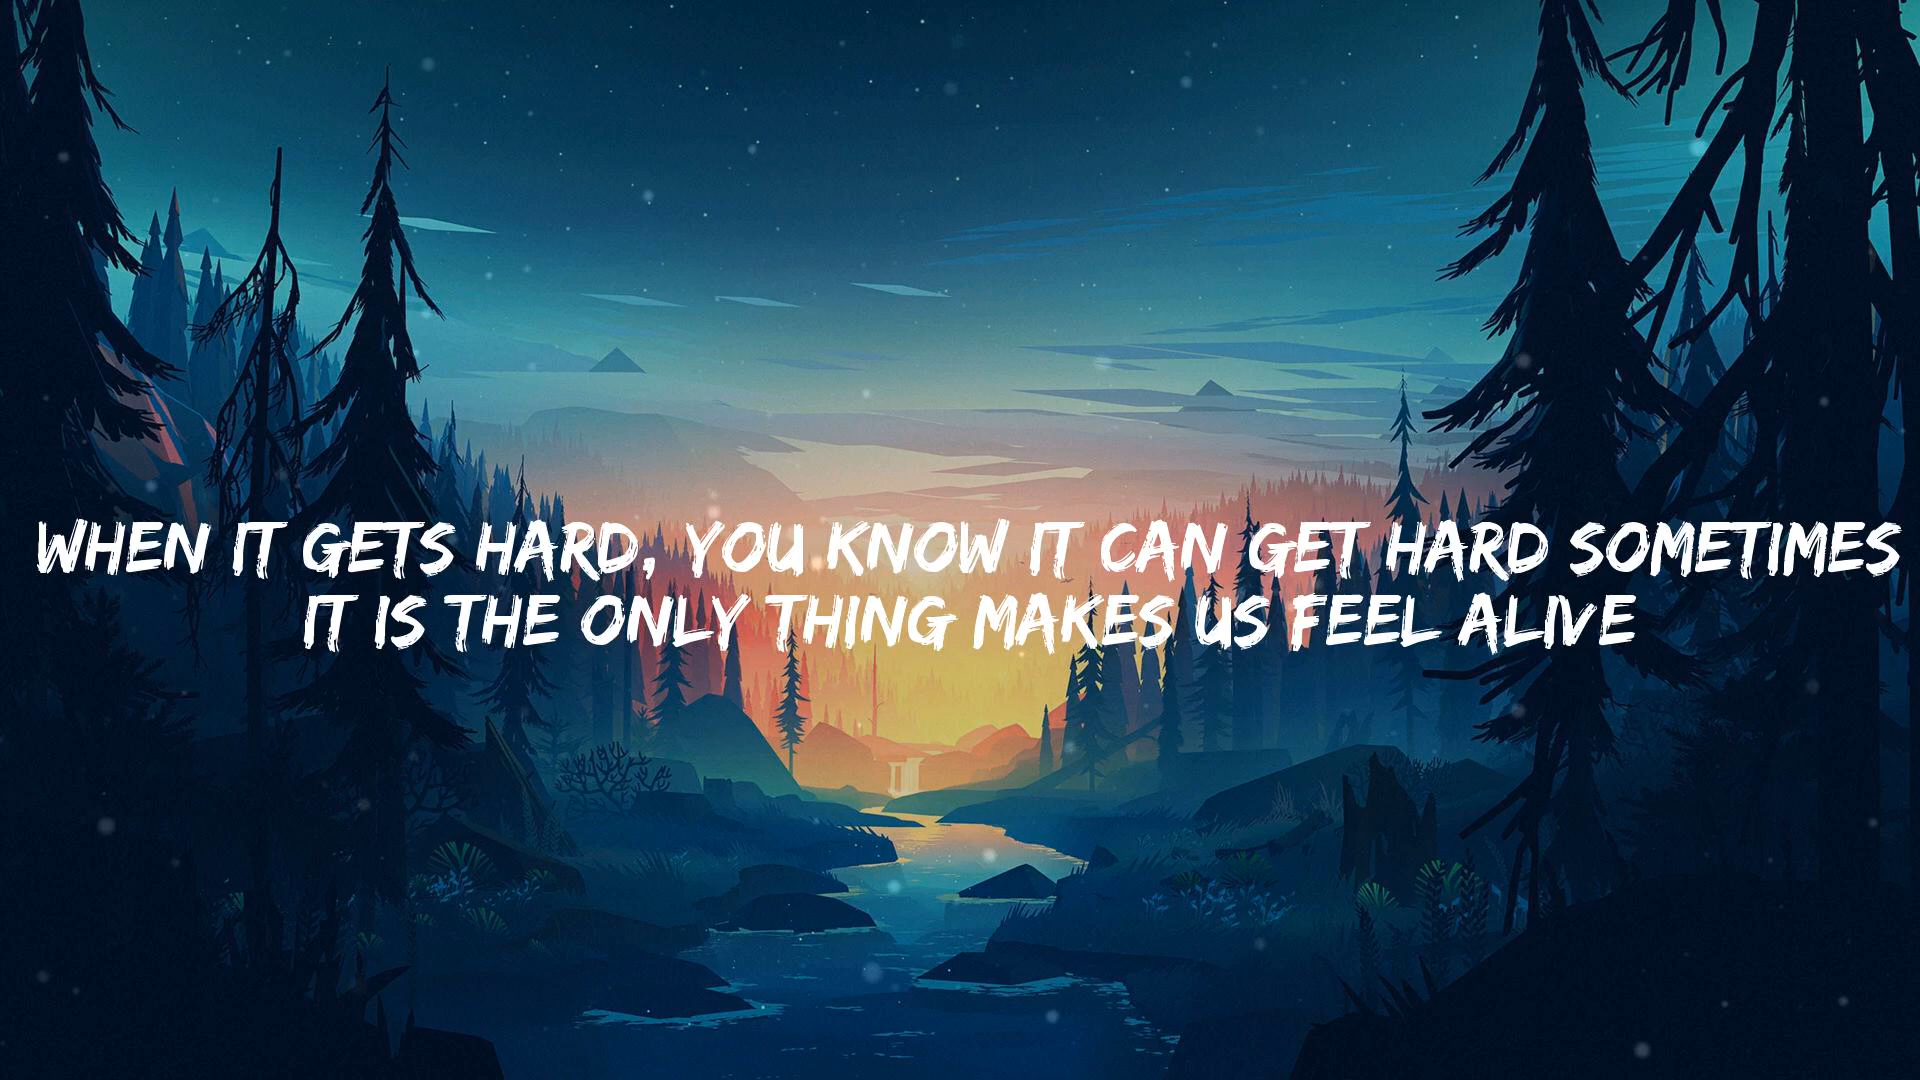 WHEN IT GETS HARD, YOU KNOW IT CAN GET HARD SOMETIMES
IT IS THE ONLY THING MAKES US FEEL ALIVE